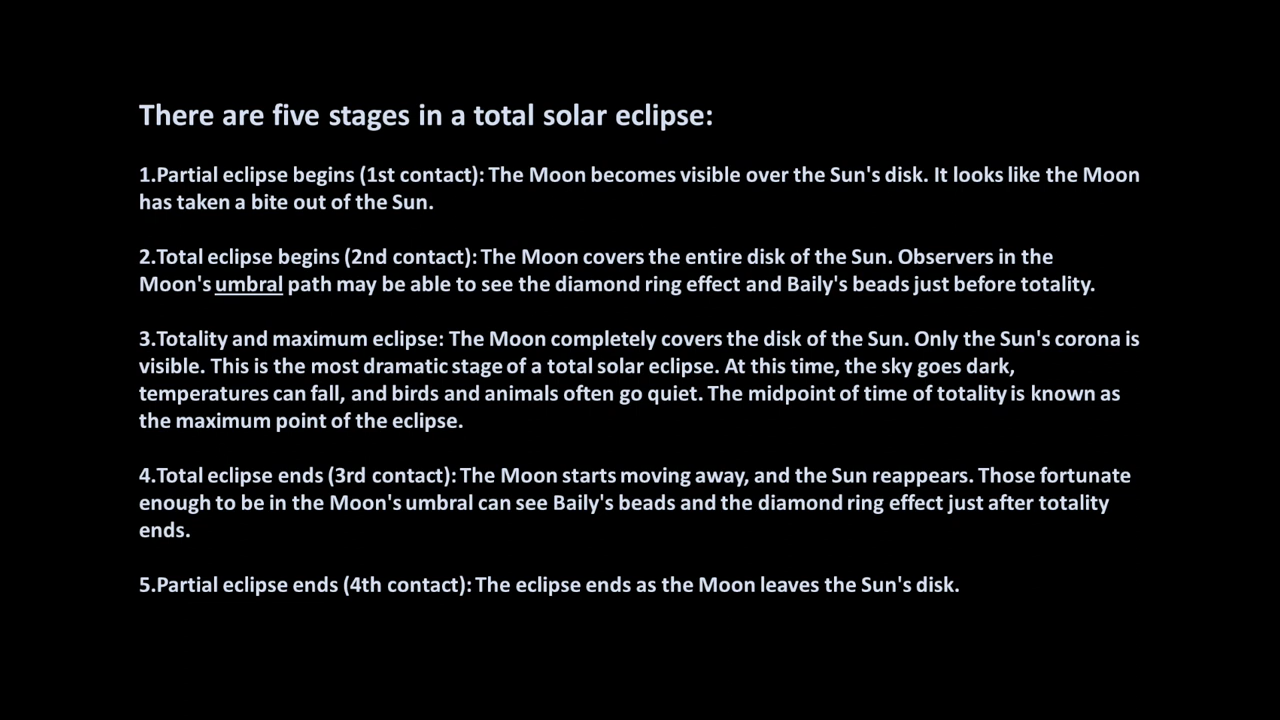 There are five stages in a total solar eclipse:
1.Partial eclipse begins (1st contact): The Moon becomes visible over the Sun's disk. It looks like the Moon
has taken a bite out of the Sun.
2.Total eclipse begins (2nd contact): The Moon covers the entire disk of the Sun. Observers in the
Moon's umbral path may be able to see the diamond ring effect and Baily's beads just before totality.
3.Totality and maximum eclipse: The Moon completely covers the disk of the Sun. Only the Sun's corona is
visible. This is the most dramatic stage of a total solar eclipse. At this time, the sky goes dark,
temperatures can fall, and birds and animals often go quiet. The midpoint of time of totality is known as
the maximum point of the eclipse.
4.Total eclipse ends (3rd contact): The Moon starts moving away, and the Sun reappears. Those fortunate
enough to be in the Moon's umbral can see Baily's beads and the diamond ring effect just after totality
ends.
5.Partial eclipse ends (4th contact): The eclipse ends as the Moon leaves the Sun's disk.